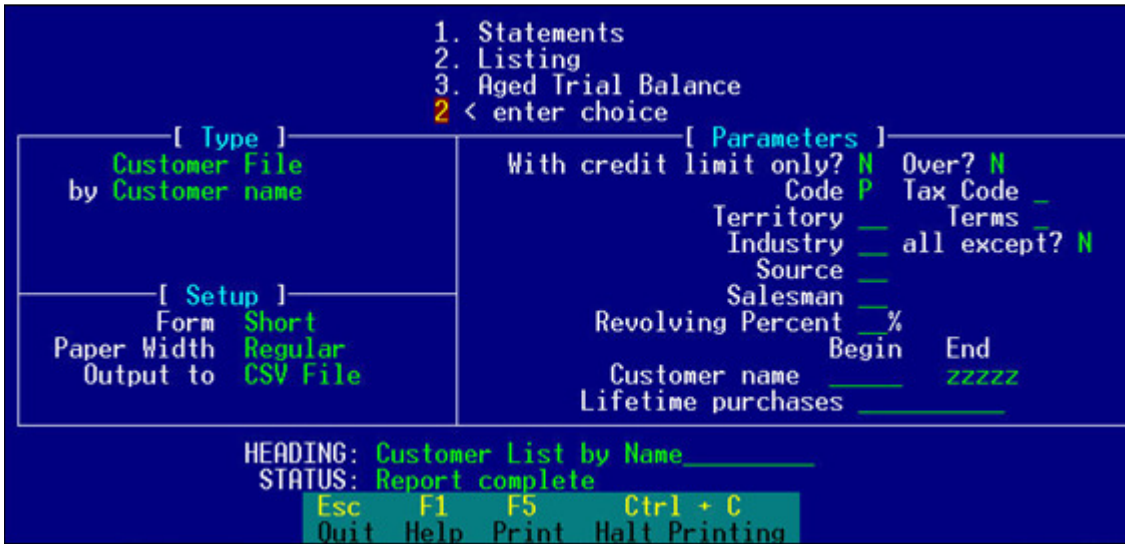 1. Statements
2. Listing
3. Aged Trial Balance
2 < enter choice
[ Type ]
Customer File
by Customer name
[ Setup ]
Form Short
Paper Width Regular
Output to CSV File
[ Parameters ]
With credit limit only? N Over? N
Code P Tax Code _
Territory __ Terms _
Industry __ all except? N
Source __
Salesman __
Revolving Percent __%
Begin End
Customer name _____ zzzzz
Lifetime purchases __________
HEADING: Customer List by Name_________
STATUS: Report complete
Esc F1 F5 Ctrl + C
Quit Help Print Halt Printing